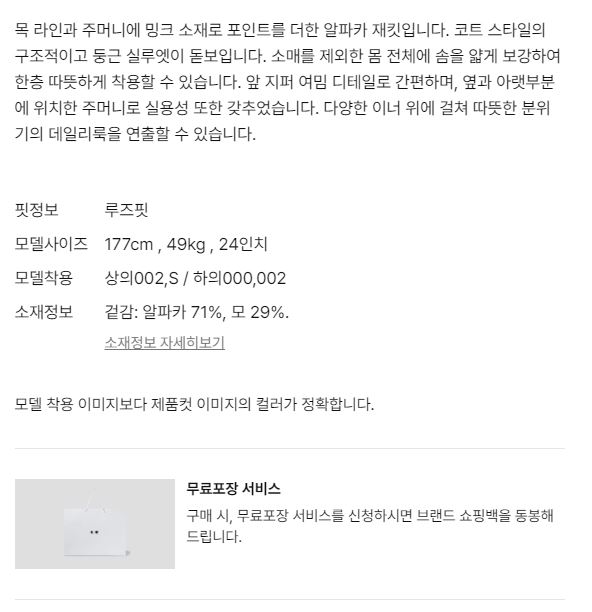 목 라인과 주머니에 밍크 소재로 포인트를 더한 알파카 재킷입니다. 코트 스타일의
구조적이고 둥근 실루엣이 돋보입니다. 소매를 제외한 몸 전체에 솜을 얇게 보강하여
한층 따뜻하게 착용할 수 있습니다. 앞 지퍼 여밈 디테일로 간편하며, 옆과 아랫부분
에 위치한 주머니로 실용성 또한 갖추었습니다. 다양한 이너 위에 걸쳐 따뜻한 분위
기의 데일리룩을 연출할 수 있습니다.
핏정보 루즈핏
모델사이즈 177cm , 49kg , 24인치
모델착용 상의002,S / 하의000,002
소재정보 겉감: 알파카 71%, 모 29%.
소재정보 자세히보기
모델 착용 이미지보다 제품컷 이미지의 컬러가 정확합니다.
무료포장 서비스
구매 시, 무료포장 서비스를 신청하시면 브랜드 쇼핑백을 동봉해
드립니다.